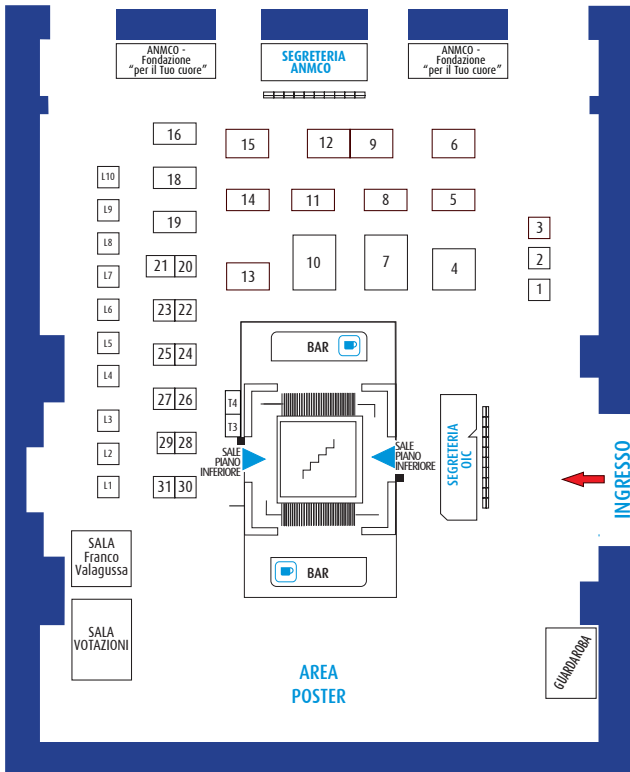 ANMCO -
Fondazione
“per il Tuo cuore”
SEGRETERIA
ANMCO
ANMCO -
Fondazione
“per il Tuo cuore”
16
15
12
9
6
L10
18
L9
14
11
8
5
19
3
L8
2
L7
21
20
13
10
7
4
1
L6
23
22
L5
25
24
BAR
L4
27
26
T4
L3
T3
29
28
L2
SALE
PIANO
INFERIORE
SALE
PIANO
INFERIORE
SEGRETERIA
OIC
INGRESSO
L1
31
30
SALA
Franco
Valagussa
BAR
SALA
VOTAZIONI
GUARDAROBA
AREA
POSTER